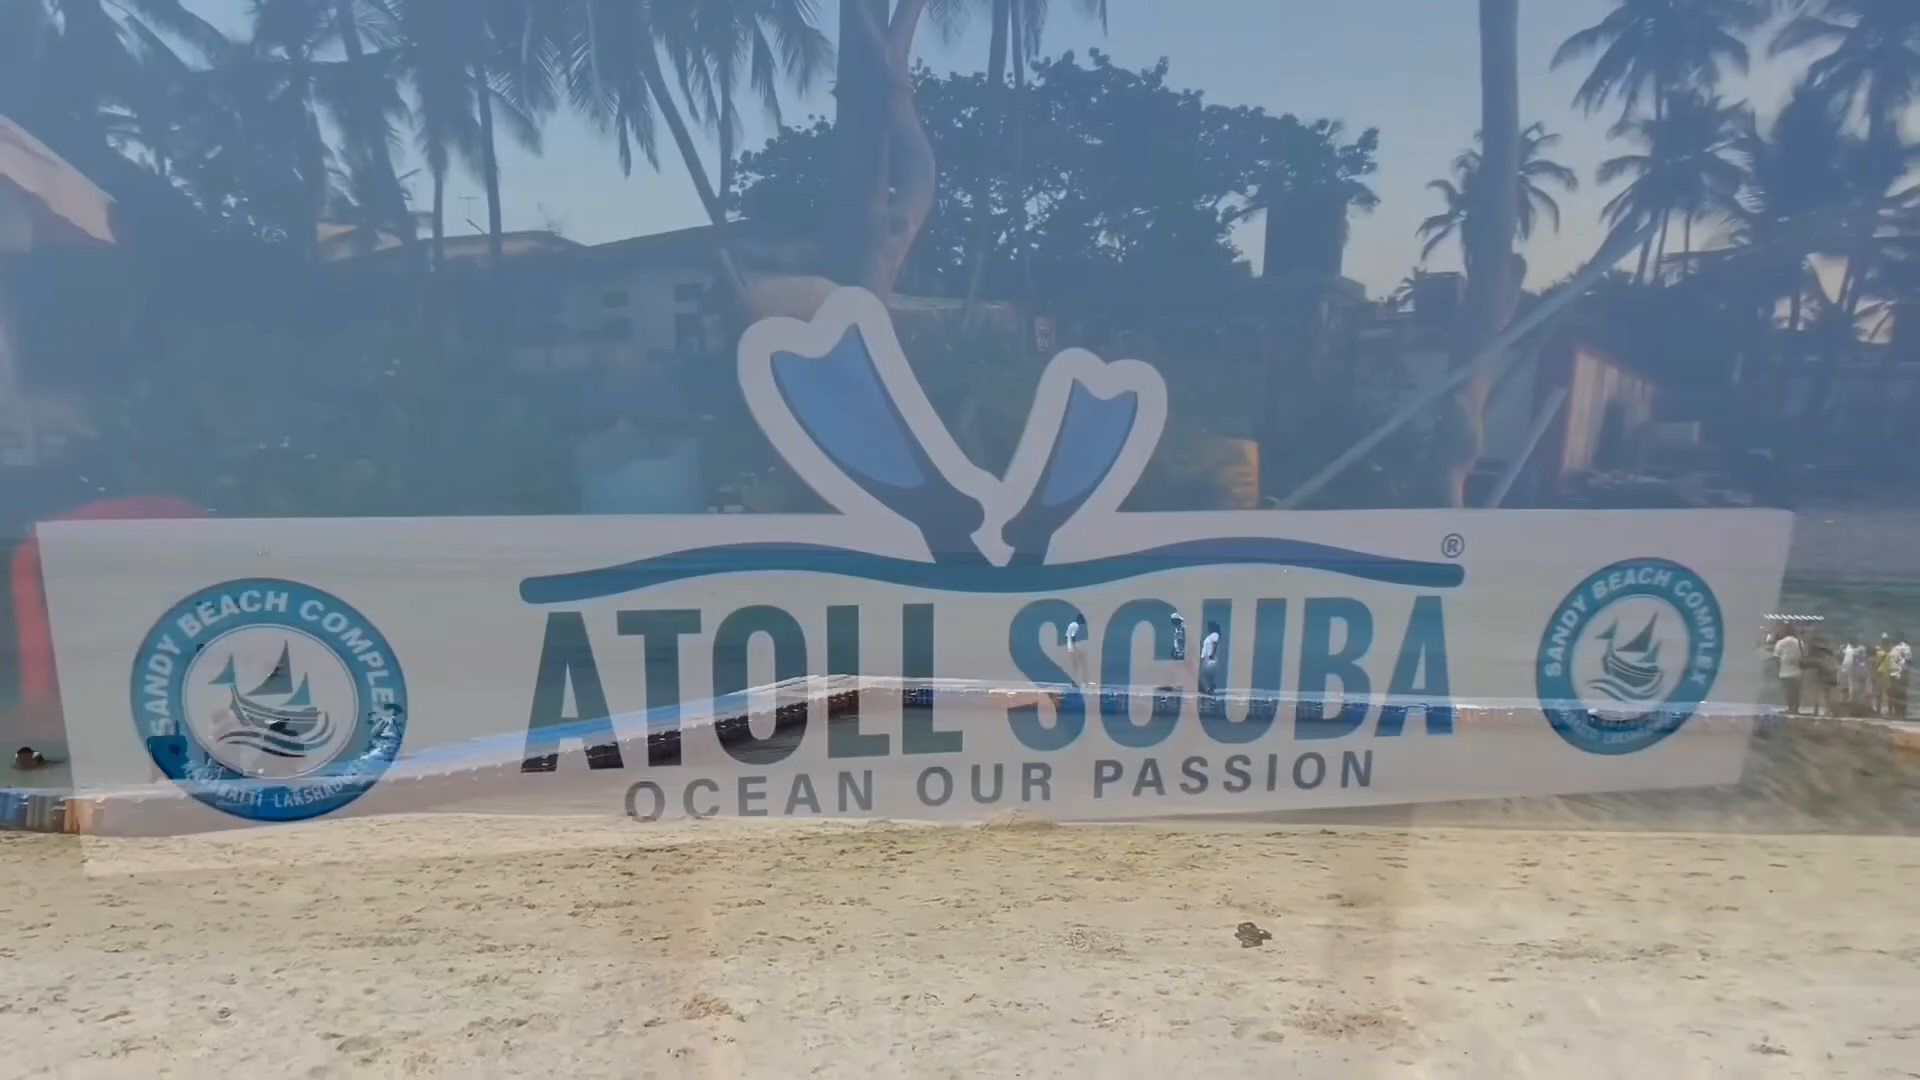 SANDY BEACH COMPLEX
ATOLL SCUBA ®
OCEAN OUR PASSION
SANDY BEACH COMPLEX